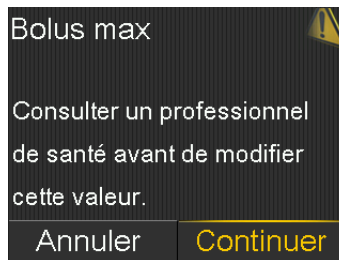 Bolus max
Consulter un professionnel
de santé avant de modifier
cette valeur.
Annuler Continuer